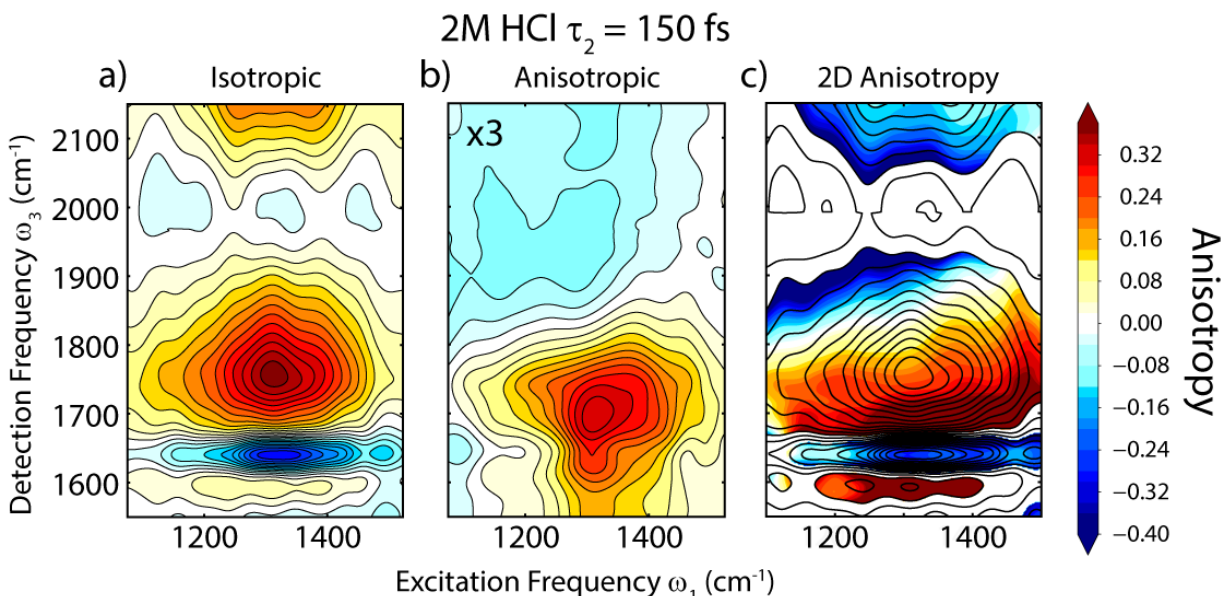 2M HCl τ₂ = 150 fs
a) Isotropic
b) Anisotropic
c) 2D Anisotropy
Detection Frequency ω₃ (cm⁻¹)
2100
2000
1900
1800
1700
1600
x3
1200 1400
1200 1400
1200 1400
Excitation Frequency ω₁ (cm⁻¹)
0.32
0.24
0.16
0.08
0.00
−0.08
−0.16
−0.24
−0.32
−0.40
Anisotropy